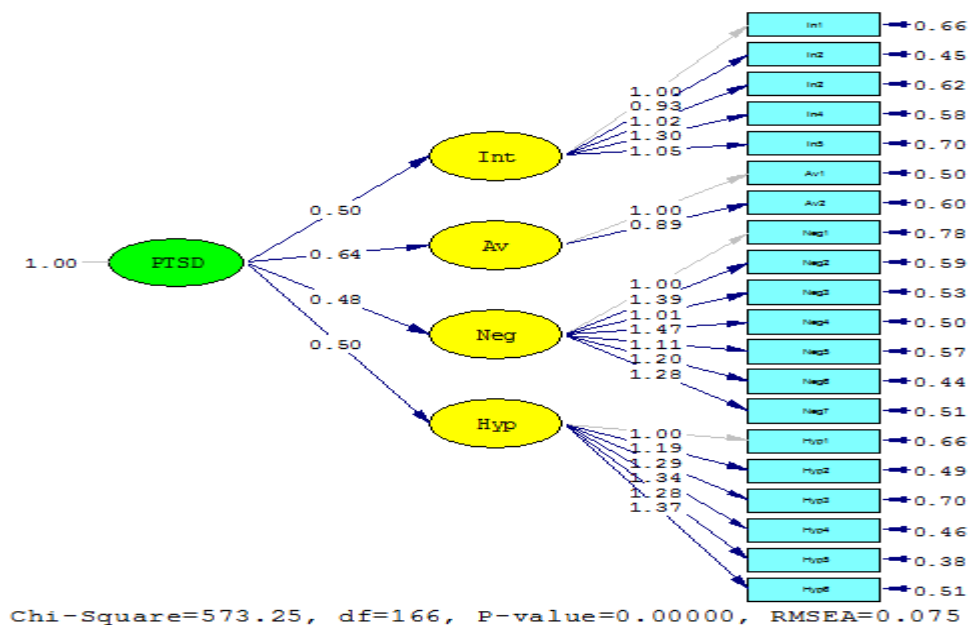 In1 0.66
In2 0.45
0.62
In4 0.58
In5 0.70
1.00
0.93
1.02
1.30
1.05
Int
Av1 0.50
Av2 0.60
1.00
0.89
Av
0.50
0.64
0.48
0.50
1.00 PTSD
Neg1 0.78
Neg2 0.59
Neg3 0.53
Neg4 0.50
Neg5 0.57
Neg6 0.44
Neg7 0.51
1.00
1.39
1.01
1.47
1.11
1.20
1.28
Neg
Hyp
1.00
1.19
1.29
1.34
1.28
1.37
Hyp1 0.66
Hyp2 0.49
Hyp3 0.70
Hyp4 0.46
Hyp5 0.38
Hyp6 0.51
Chi-Square=573.25, df=166, P-value=0.00000, RMSEA=0.075